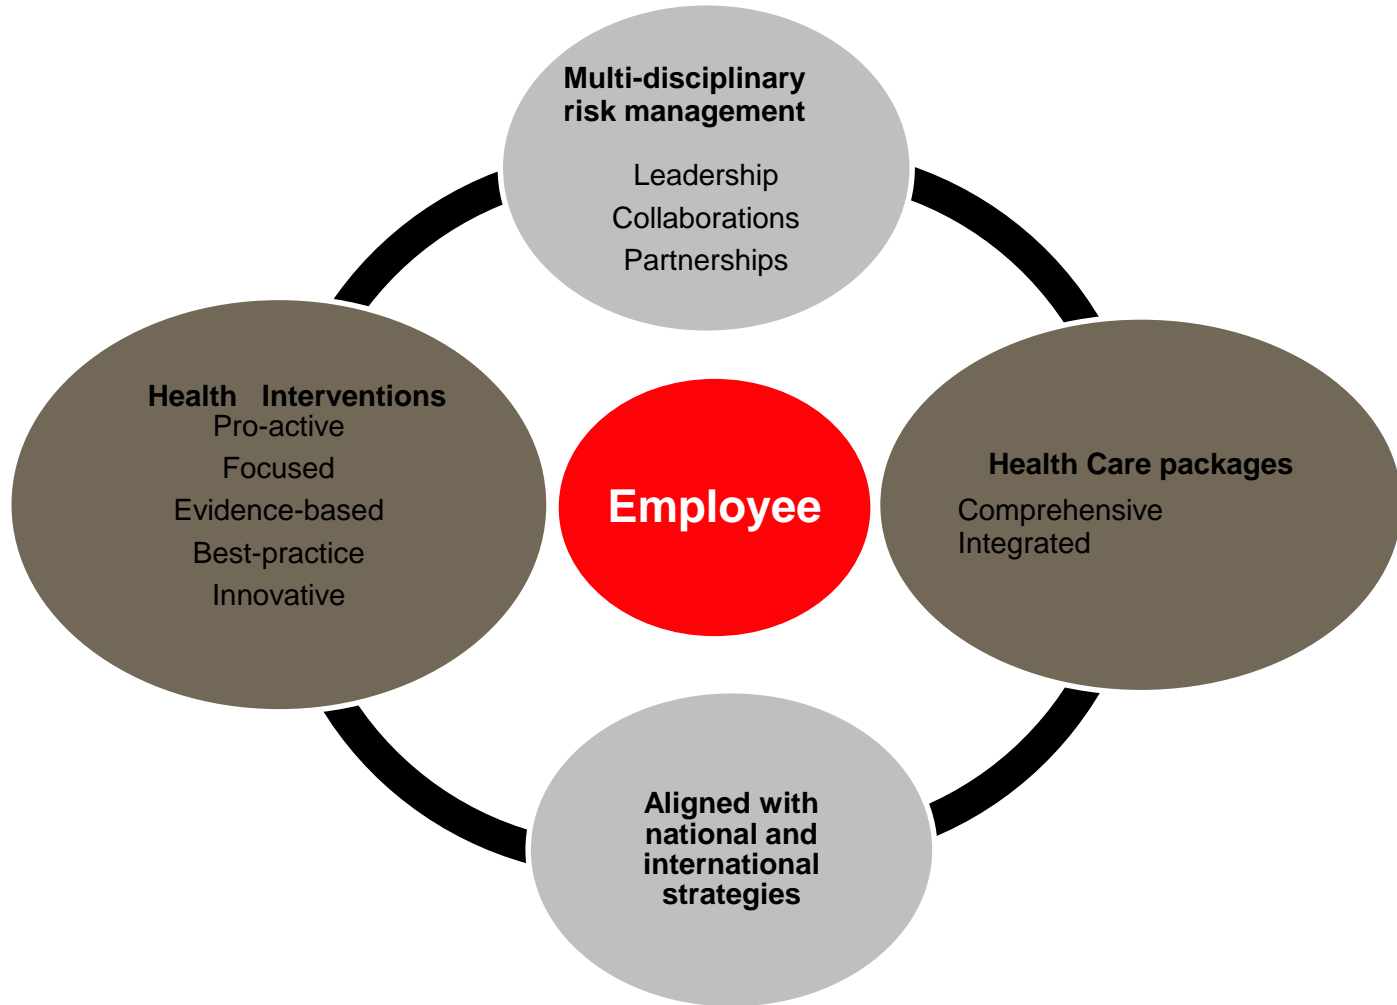 Multi-disciplinary
risk management
Leadership
Collaborations
Partnerships
Health Interventions
Pro-active
Focused
Evidence-based
Best-practice
Innovative
Employee
Health Care packages
Comprehensive
Integrated
Aligned with
national and
international
strategies